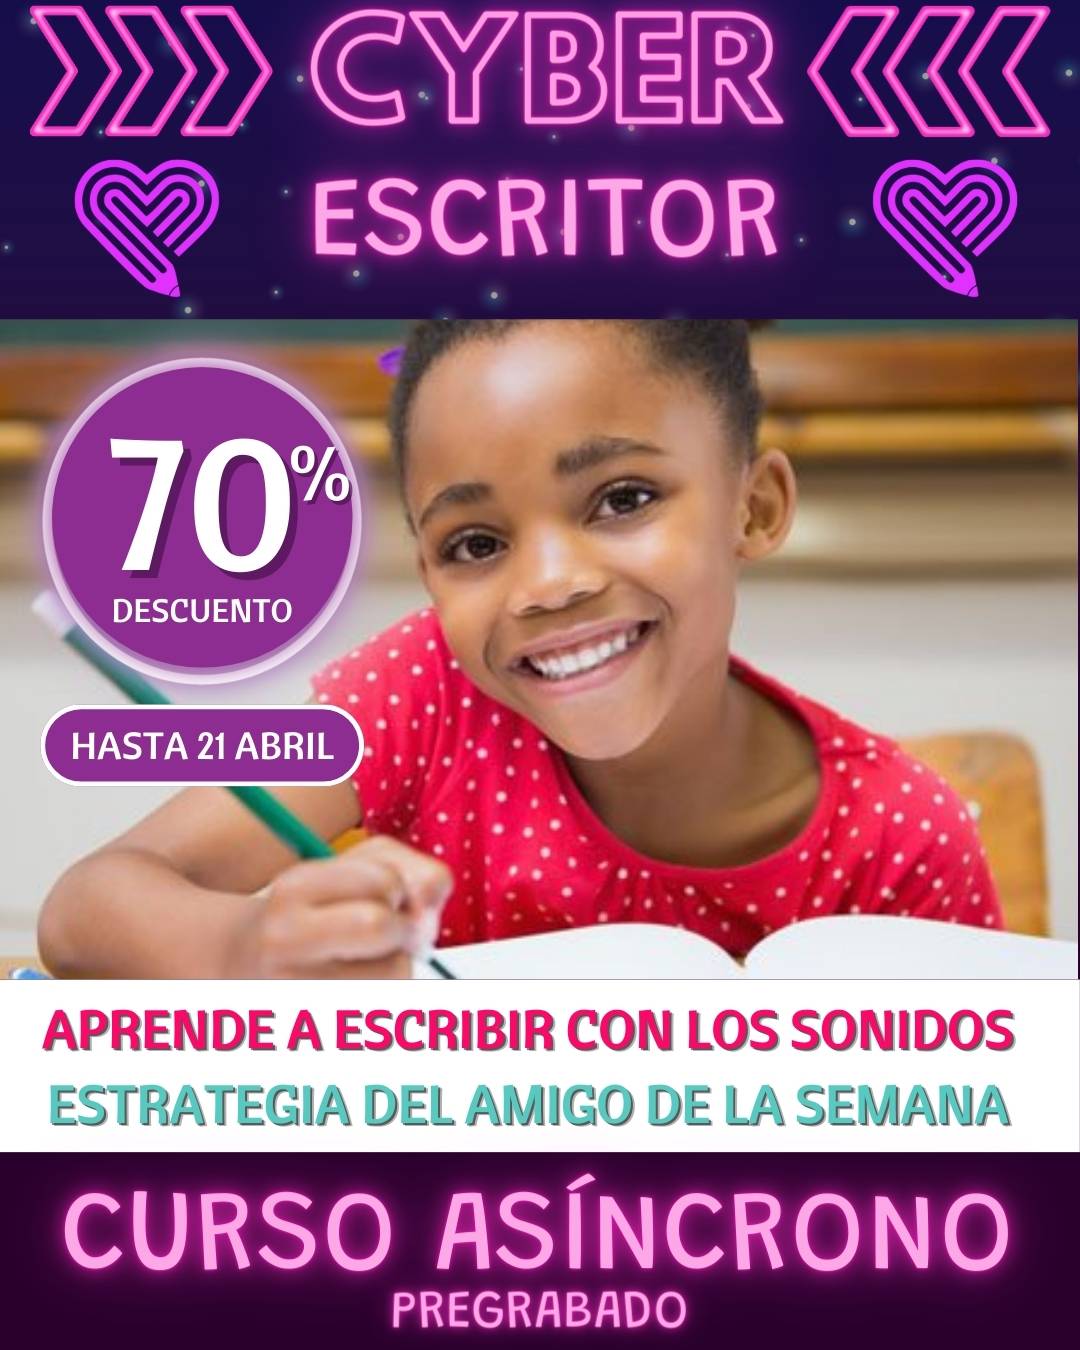 CYBER
ESCRITOR
70%
DESCUENTO
HASTA 21 ABRIL
APRENDE A ESCRIBIR CON LOS SONIDOS
ESTRATEGIA DEL AMIGO DE LA SEMANA
CURSO ASÍNCRONO
PREGRABADO